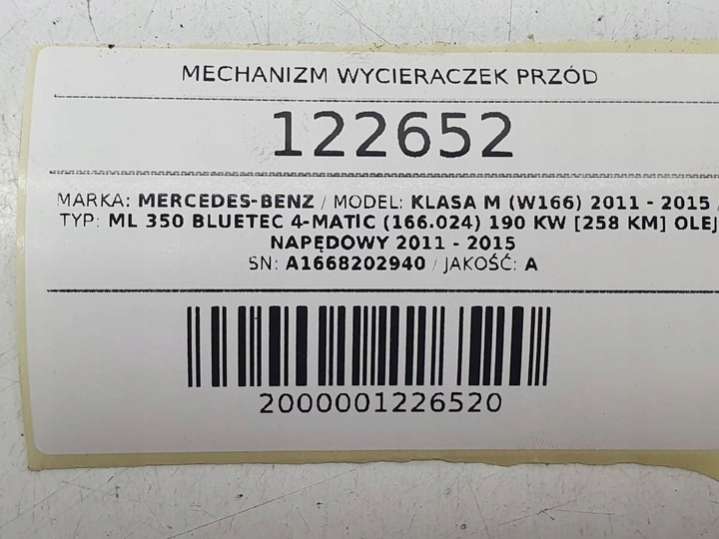 MECHANIZM WYCIERACZEK PRZÓD
122652
MARKA: MERCEDES-BENZ / MODEL: KLASA M (W166) 2011 - 2015 /
TYP: ML 350 BLUETEC 4-MATIC (166.024) 190 KW [258 KM] OLEJ
NAPĘDOWY 2011 - 2015
SN: A1668202940 / JAKOŚĆ: A
2000001226520